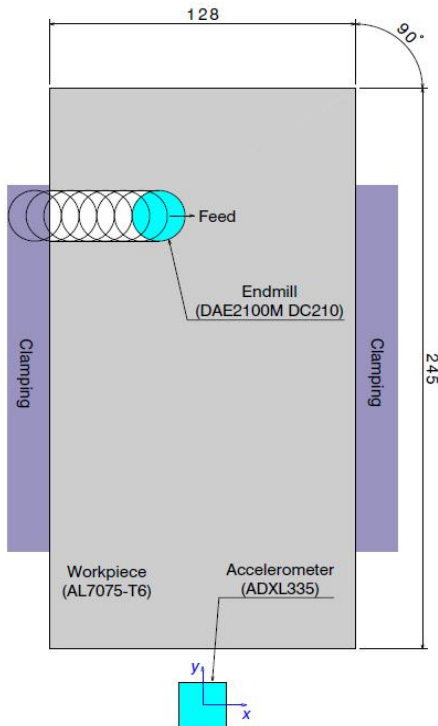 128
90°
Feed
Endmill
(DAE2100M DC210)
Clamping
Clamping
245
Workpiece
(AL7075-T6)
Accelerometer
(ADXL335)
y
x